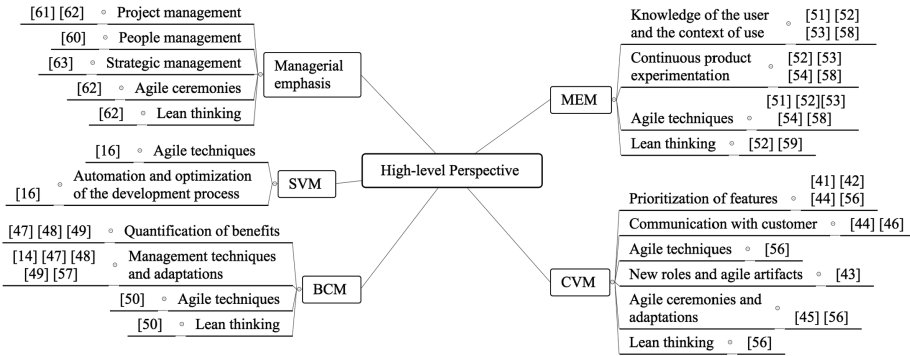 High-level Perspective
Managerial
emphasis
[61] [62] Project management
[60] People management
[63] Strategic management
[62] Agile ceremonies
[62] Lean thinking
SVM
[16] Agile techniques
Automation and optimization
[16] of the development process
BCM
[47] [48] [49] Quantification of benefits
[14] [47] [48] Management techniques
[49] [57] and adaptations
[50] Agile techniques
[50] Lean thinking
MEM
Knowledge of the user [51] [52]
and the context of use [53] [58]
Continuous product [52] [53]
experimentation [54] [58]
[51] [52][53]
Agile techniques [54] [58]
Lean thinking [52] [59]
CVM
[41] [42]
Prioritization of features [44] [56]
Communication with customer [44] [46]
Agile techniques [56]
New roles and agile artifacts [43]
Agile ceremonies and
adaptations [45] [56]
Lean thinking [56]